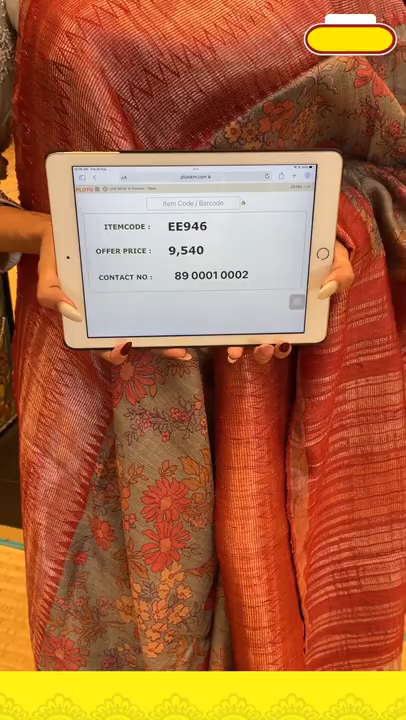 Item Code / Barcode
ITEMCODE : EE946
OFFER PRICE : 9,540
CONTACT NO : 89 0001 0002